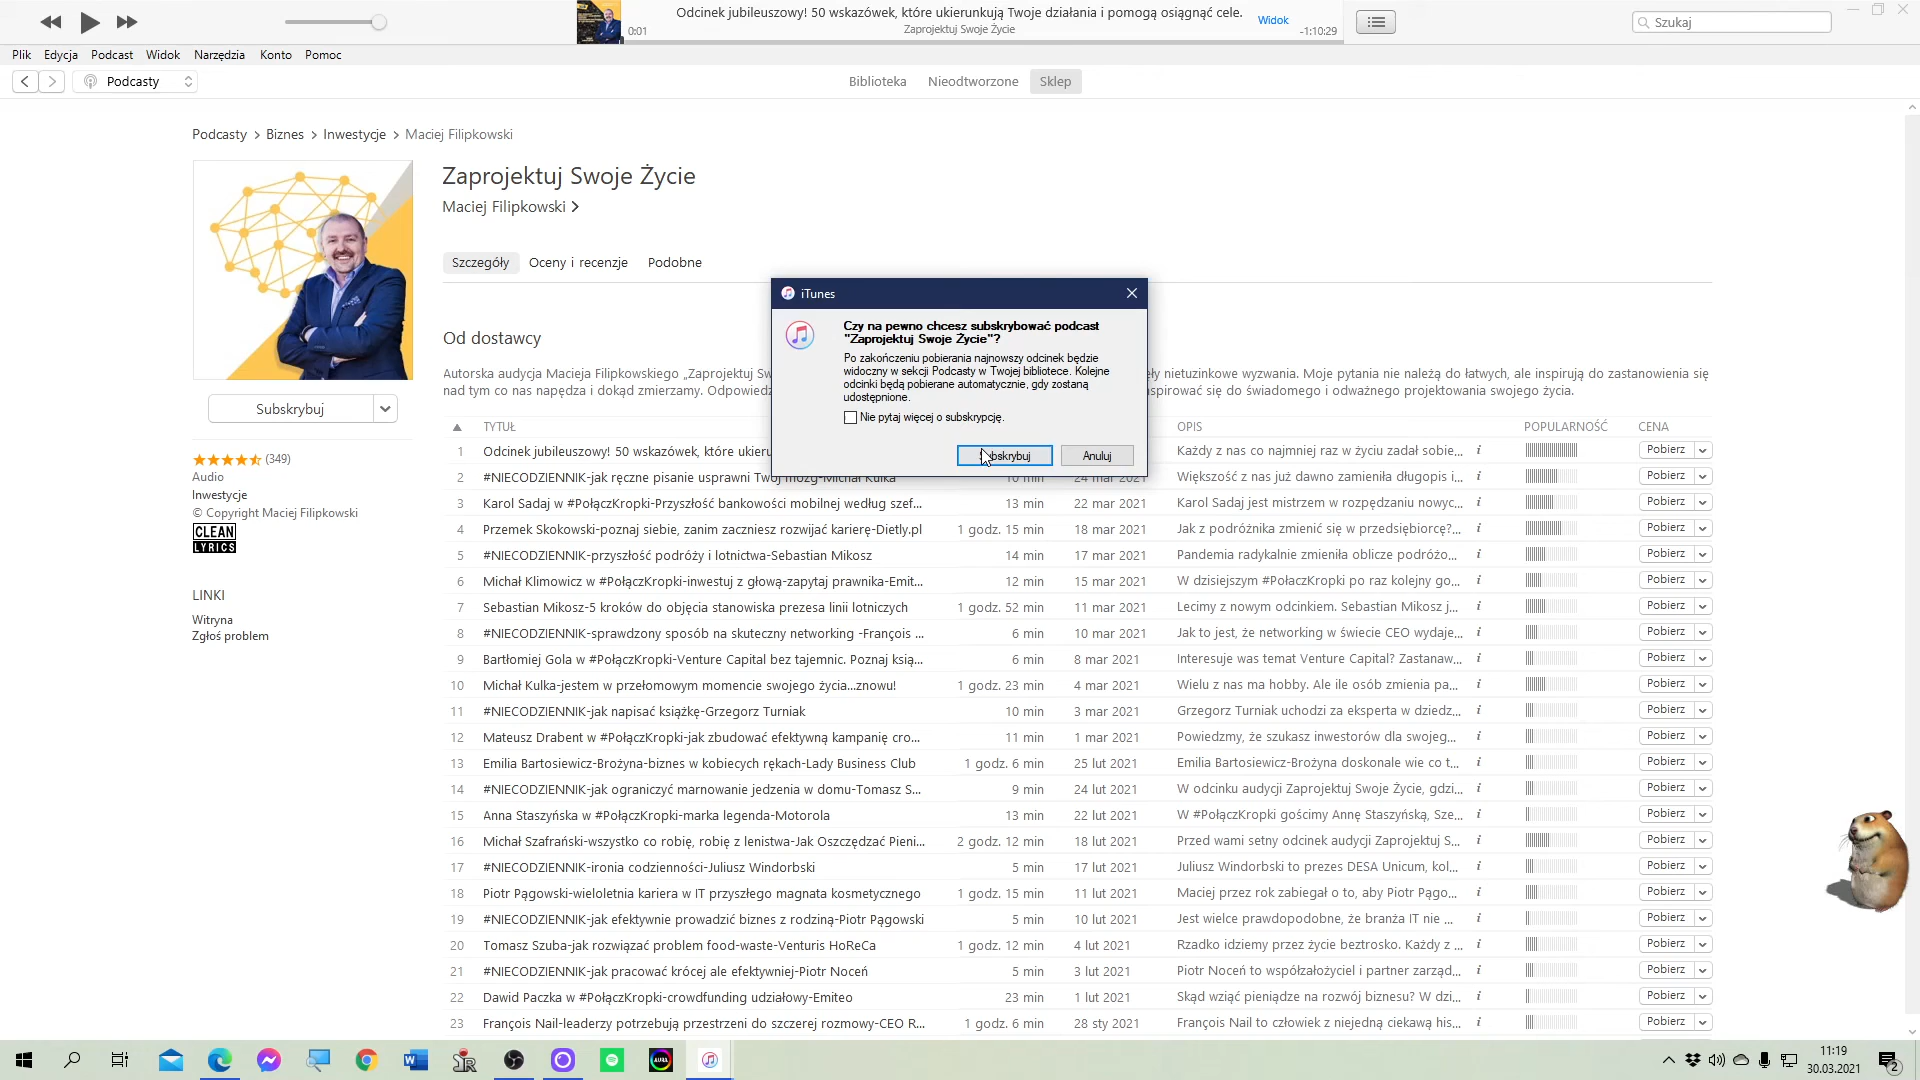 Odcinek jubileuszowy! 50 wskazówek, które ukierunkują Twoje działania i pomogą osiągnąć cele.
Zaprojektuj Swoje Życie
0:01
-1:10:29
Widok
Szukaj
Plik Edycja Podcast Widok Narzędzia Konto Pomoc
Podcasty
Biblioteka Nieodtworzone Sklep
Podcasty > Biznes > Inwestycje > Maciej Filipkowski
Zaprojektuj Swoje Życie
Maciej Filipkowski >
Szczegóły Oceny i recenzje Podobne
iTunes
Czy na pewno chcesz subskrybować podcast
"Zaprojektuj Swoje Życie"?
Po zakończeniu pobierania najnowszy odcinek będzie
widoczny w sekcji Podcasty w Twojej bibliotece. Kolejne
odcinki będą pobierane automatycznie, gdy zostaną
udostępnione.
Nie pytaj więcej o subskrypcję.
Anuluj
Subskrybuj
(349)
Audio
Inwestycje
© Copyright Maciej Filipkowski
CLEAN
LYRICS
LINKI
Witryna
Zgłoś problem
Od dostawcy
Autorska audycja Macieja Filipkowskiego „Zaprojektuj Sw ły nietuzinkowe wyzwania. Moje pytania nie należą do łatwych, ale inspirują do zastanowienia się
nad tym co nas napędza i dokąd zmierzamy. Odpowiedz spirować się do świadomego i odważnego projektowania swojego życia.
TYTUŁ OPIS POPULARNOŚĆ CENA
1 Odcinek jubileuszowy! 50 wskazówek, które ukieru Każdy z nas co najmniej raz w życiu zadał sobie... i Pobierz
2 #NIECODZIENNIK-jak ręczne pisanie usprawni Twój mózg-Michał Kulka 10 min 24 mar 2021 Większość z nas już dawno zamieniła długopis i... i Pobierz
3 Karol Sadaj w #PołączKropki-Przyszłość bankowości mobilnej według szef... 13 min 22 mar 2021 Karol Sadaj jest mistrzem w rozpędzaniu nowyc... i Pobierz
4 Przemek Skokowski-poznaj siebie, zanim zaczniesz rozwijać karierę-Dietly.pl 1 godz. 15 min 18 mar 2021 Jak z podróżnika zmienić się w przedsiębiorcę?... i Pobierz
5 #NIECODZIENNIK-przyszłość podróży i lotnictwa-Sebastian Mikosz 14 min 17 mar 2021 Pandemia radykalnie zmieniła oblicze podróżo... i Pobierz
6 Michał Klimowicz w #PołączKropki-inwestuj z głową-zapytaj prawnika-Emit... 12 min 15 mar 2021 W dzisiejszym #PołaczKropki po raz kolejny go... i Pobierz
7 Sebastian Mikosz-5 kroków do objęcia stanowiska prezesa linii lotniczych 1 godz. 52 min 11 mar 2021 Lecimy z nowym odcinkiem. Sebastian Mikosz j... i Pobierz
8 #NIECODZIENNIK-sprawdzony sposób na skuteczny networking -François ... 6 min 10 mar 2021 Jak to jest, że networking w świecie CEO wydaje... i Pobierz
9 Bartłomiej Gola w #PołączKropki-Venture Capital bez tajemnic. Poznaj ksią... 6 min 8 mar 2021 Interesuje was temat Venture Capital? Zastanaw... i Pobierz
10 Michał Kulka-jestem w przełomowym momencie swojego życia...znowu! 1 godz. 23 min 4 mar 2021 Wielu z nas ma hobby. Ale ile osób zmienia pa... i Pobierz
11 #NIECODZIENNIK-jak napisać książkę-Grzegorz Turniak 10 min 3 mar 2021 Grzegorz Turniak uchodzi za eksperta w dziedz... i Pobierz
12 Mateusz Drabent w #PołączKropki-jak zbudować efektywną kampanię cro... 11 min 1 mar 2021 Powiedzmy, że szukasz inwestorów dla swojeg... i Pobierz
13 Emilia Bartosiewicz-Brożyna-biznes w kobiecych rękach-Lady Business Club 1 godz. 6 min 25 lut 2021 Emilia Bartosiewicz-Brożyna doskonale wie co t... i Pobierz
14 #NIECODZIENNIK-jak ograniczyć marnowanie jedzenia w domu-Tomasz S... 9 min 24 lut 2021 W odcinku audycji Zaprojektuj Swoje Życie, gdzi... i Pobierz
15 Anna Staszyńska w #PołączKropki-marka legenda-Motorola 13 min 22 lut 2021 W #PołączKropki gościmy Annę Staszyńską, Sze... i Pobierz
16 Michał Szafrański-wszystko co robię, robię z lenistwa-Jak Oszczędzać Pieni... 2 godz. 12 min 18 lut 2021 Przed wami setny odcinek audycji Zaprojektuj S... i Pobierz
17 #NIECODZIENNIK-ironia codzienności-Juliusz Windorbski 5 min 17 lut 2021 Juliusz Windorbski to prezes DESA Unicum, kol... i Pobierz
18 Piotr Pągowski-wieloletnia kariera w IT przyszłego magnata kosmetycznego 1 godz. 15 min 11 lut 2021 Maciej przez rok zabiegał o to, aby Piotr Pągo... i Pobierz
19 #NIECODZIENNIK-jak efektywnie prowadzić biznes z rodziną-Piotr Pągowski 5 min 10 lut 2021 Jest wielce prawdopodobne, że branża IT nie ... i Pobierz
20 Tomasz Szuba-jak rozwiązać problem food-waste-Venturis HoReCa 1 godz. 12 min 4 lut 2021 Rzadko idziemy przez życie beztrosko. Każdy z ... i Pobierz
21 #NIECODZIENNIK-jak pracować krócej ale efektywniej-Piotr Noceń 5 min 3 lut 2021 Piotr Noceń to współzałożyciel i partner zarząd... i Pobierz
22 Dawid Paczka w #PołączKropki-crowdfunding udziałowy-Emiteo 23 min 1 lut 2021 Skąd wziąć pieniądze na rozwój biznesu? W dzi... i Pobierz
23 François Nail-leaderzy potrzebują przestrzeni do szczerej rozmowy-CEO R... 1 godz. 6 min 28 sty 2021 François Nail to człowiek z niejedną ciekawą his... i Pobierz
AURA
11:19
30.03.2021
2